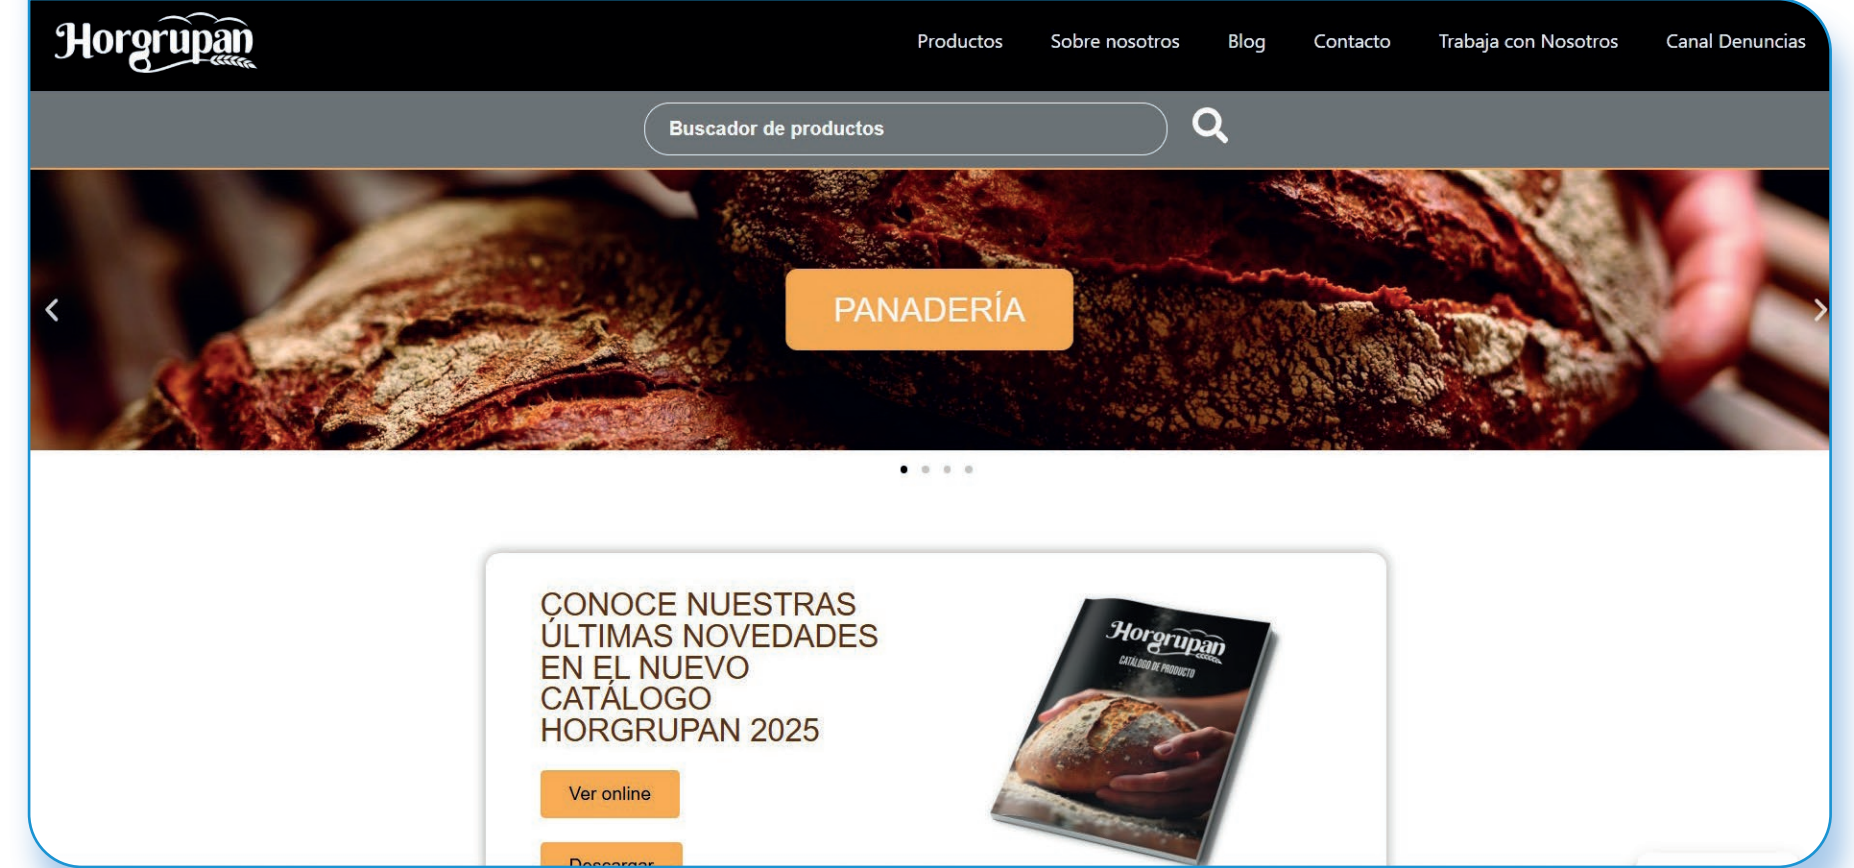 Horgrupan
Productos
Sobre nosotros
Blog
Contacto
Trabaja con Nosotros
Canal Denuncias
Buscador de productos
PANADERÍA
CONOCE NUESTRAS
ÚLTIMAS NOVEDADES
EN EL NUEVO
CATÁLOGO
HORGRUPAN 2025
Horgrupan
CATÁLOGO DE PRODUCTO
Ver online
Descargar